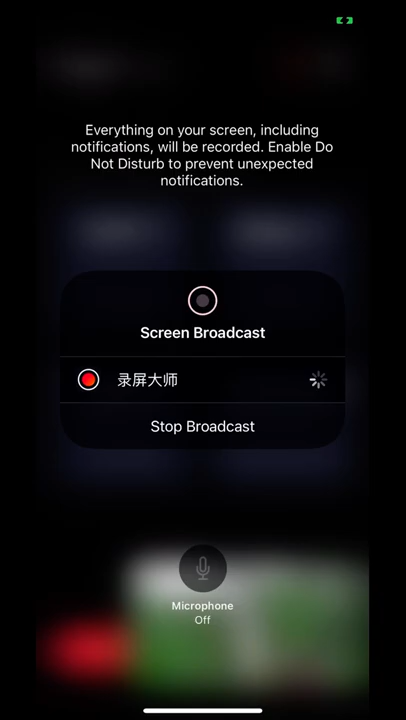 Everything on your screen, including
notifications, will be recorded. Enable Do
Not Disturb to prevent unexpected
notifications.
Screen Broadcast
录屏大师
Stop Broadcast
Microphone
Off